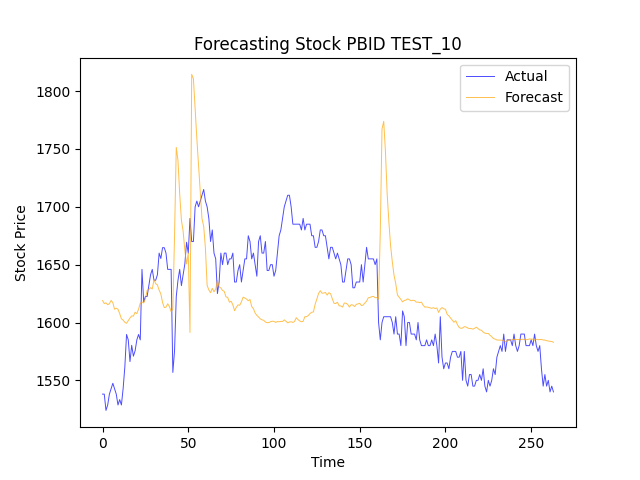 Forecasting Stock PBID TEST_10
Actual
Forecast
1800
1750
1700
1650
1600
1550
Stock Price
0 50 100 150 200 250
Time